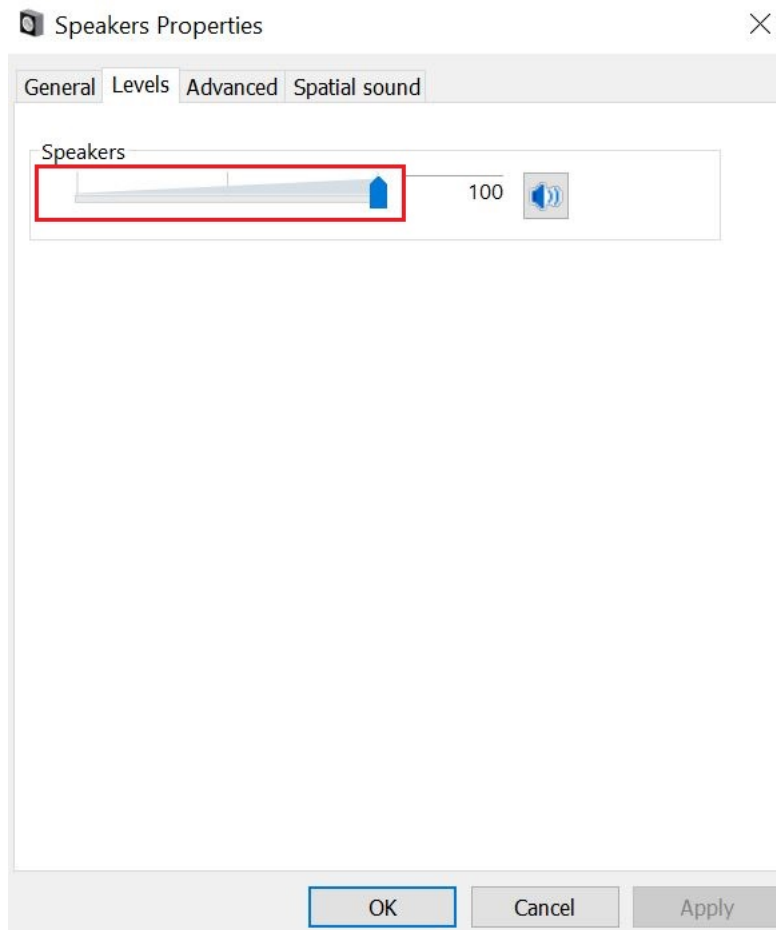 Speakers Properties
General Levels Advanced Spatial sound
Speakers
100
OK Cancel Apply